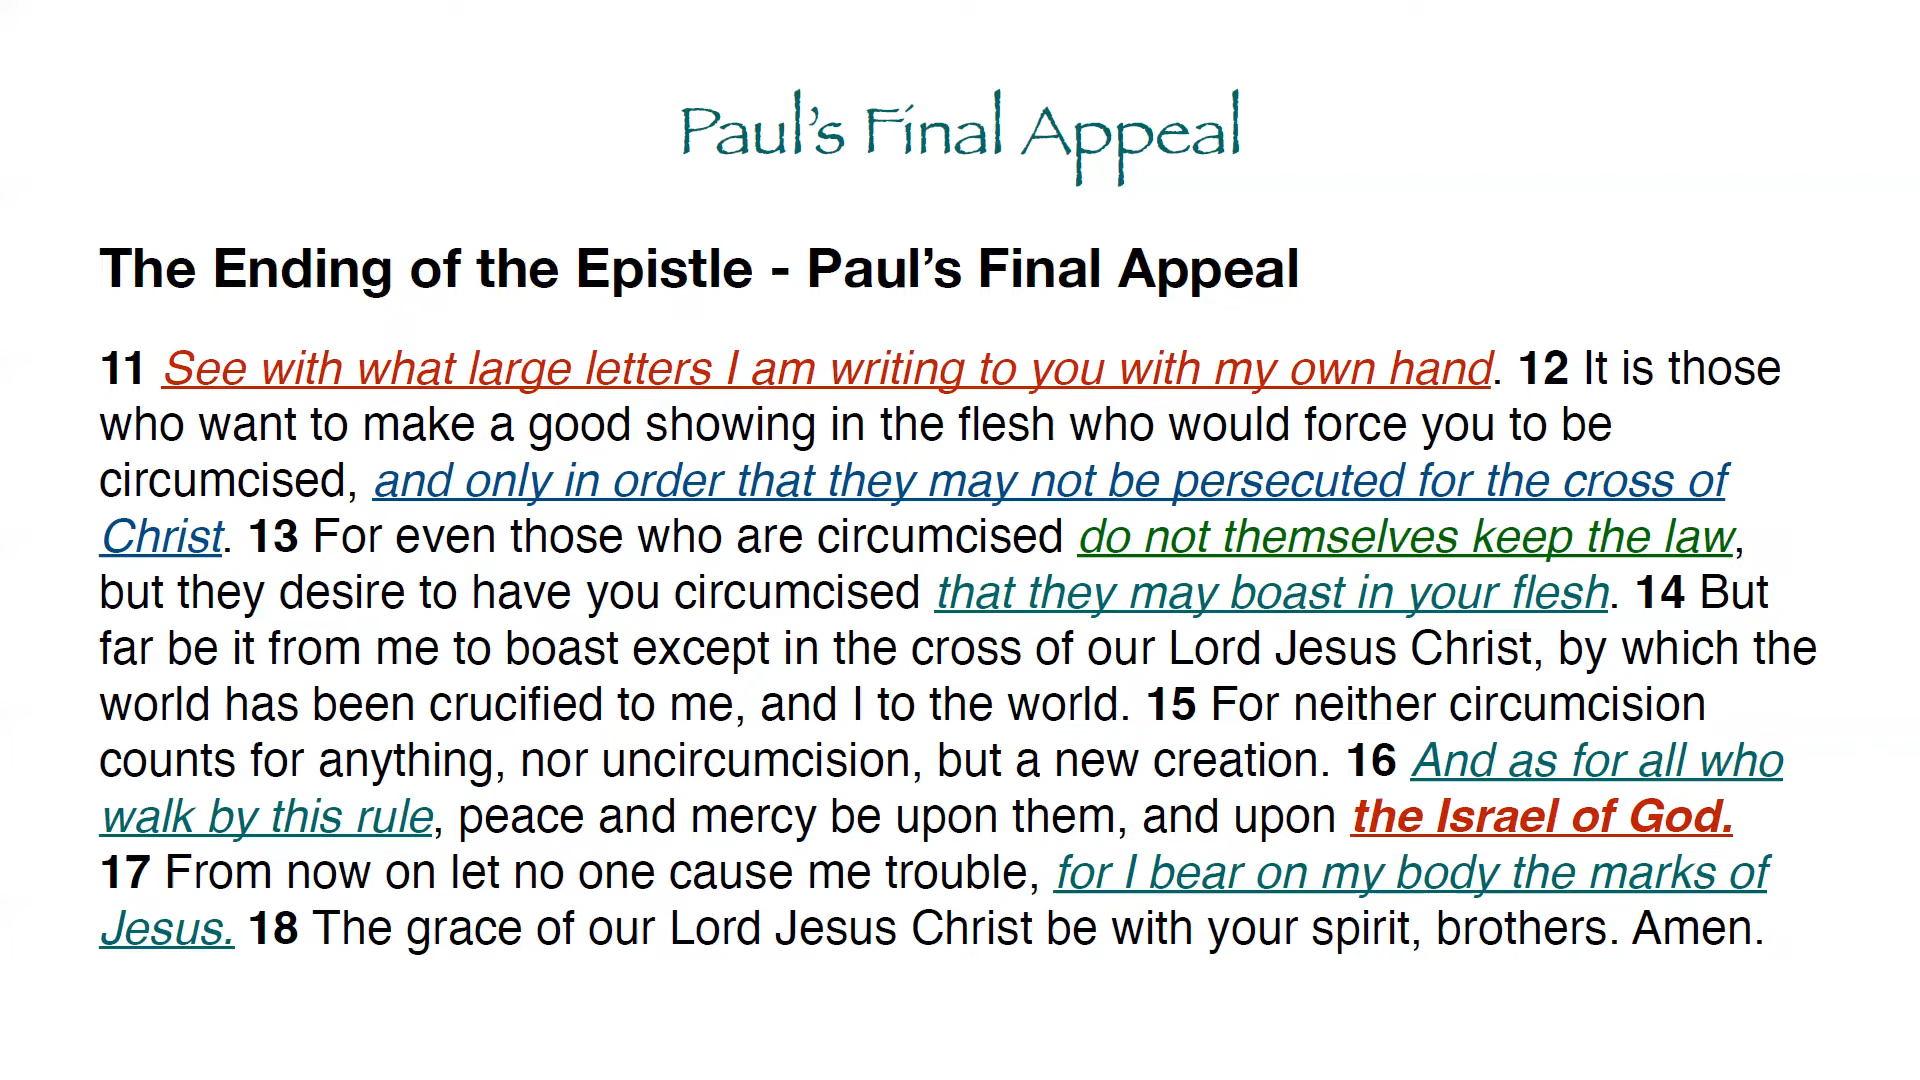 Paul's Final Appeal
The Ending of the Epistle - Paul’s Final Appeal
11 See with what large letters I am writing to you with my own hand. 12 It is those
who want to make a good showing in the flesh who would force you to be
circumcised, and only in order that they may not be persecuted for the cross of
Christ. 13 For even those who are circumcised do not themselves keep the law,
but they desire to have you circumcised that they may boast in your flesh. 14 But
far be it from me to boast except in the cross of our Lord Jesus Christ, by which the
world has been crucified to me, and I to the world. 15 For neither circumcision
counts for anything, nor uncircumcision, but a new creation. 16 And as for all who
walk by this rule, peace and mercy be upon them, and upon the Israel of God.
17 From now on let no one cause me trouble, for I bear on my body the marks of
Jesus. 18 The grace of our Lord Jesus Christ be with your spirit, brothers. Amen.